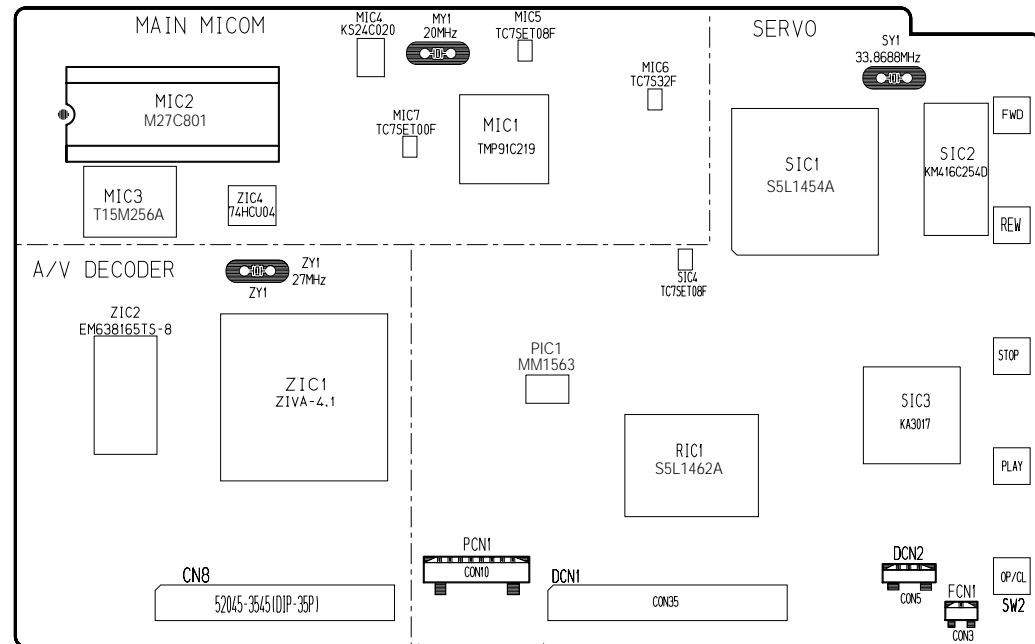 MAIN MICOM
MIC4
KS24C020
MY1
20MHz
MIC5
TC7SET08F
SERVO
SY1
33.8688MHz
MIC6
TC7S32F
MIC2
M27C801
MIC7
TC7SET00F
MIC1
TMP91C219
FWD
SIC1
S5L1454A
SIC2
KM416C254D
MIC3
T15M256A
ZIC4
74HCU04
REW
A/V DECODER
ZY1
27MHz
ZY1
SIC4
TC7SET08F
ZIC2
EM638165TS-8
PIC1
MM1563
STOP
ZIC1
ZIVA-4.1
SIC3
KA3017
RIC1
S5L1462A
PLAY
PCN1
CON10
CN8
52045-3545(DIP-35P)
DCN1
CON35
DCN2
CON5
FCN1
CON3
OP/CL
SW2